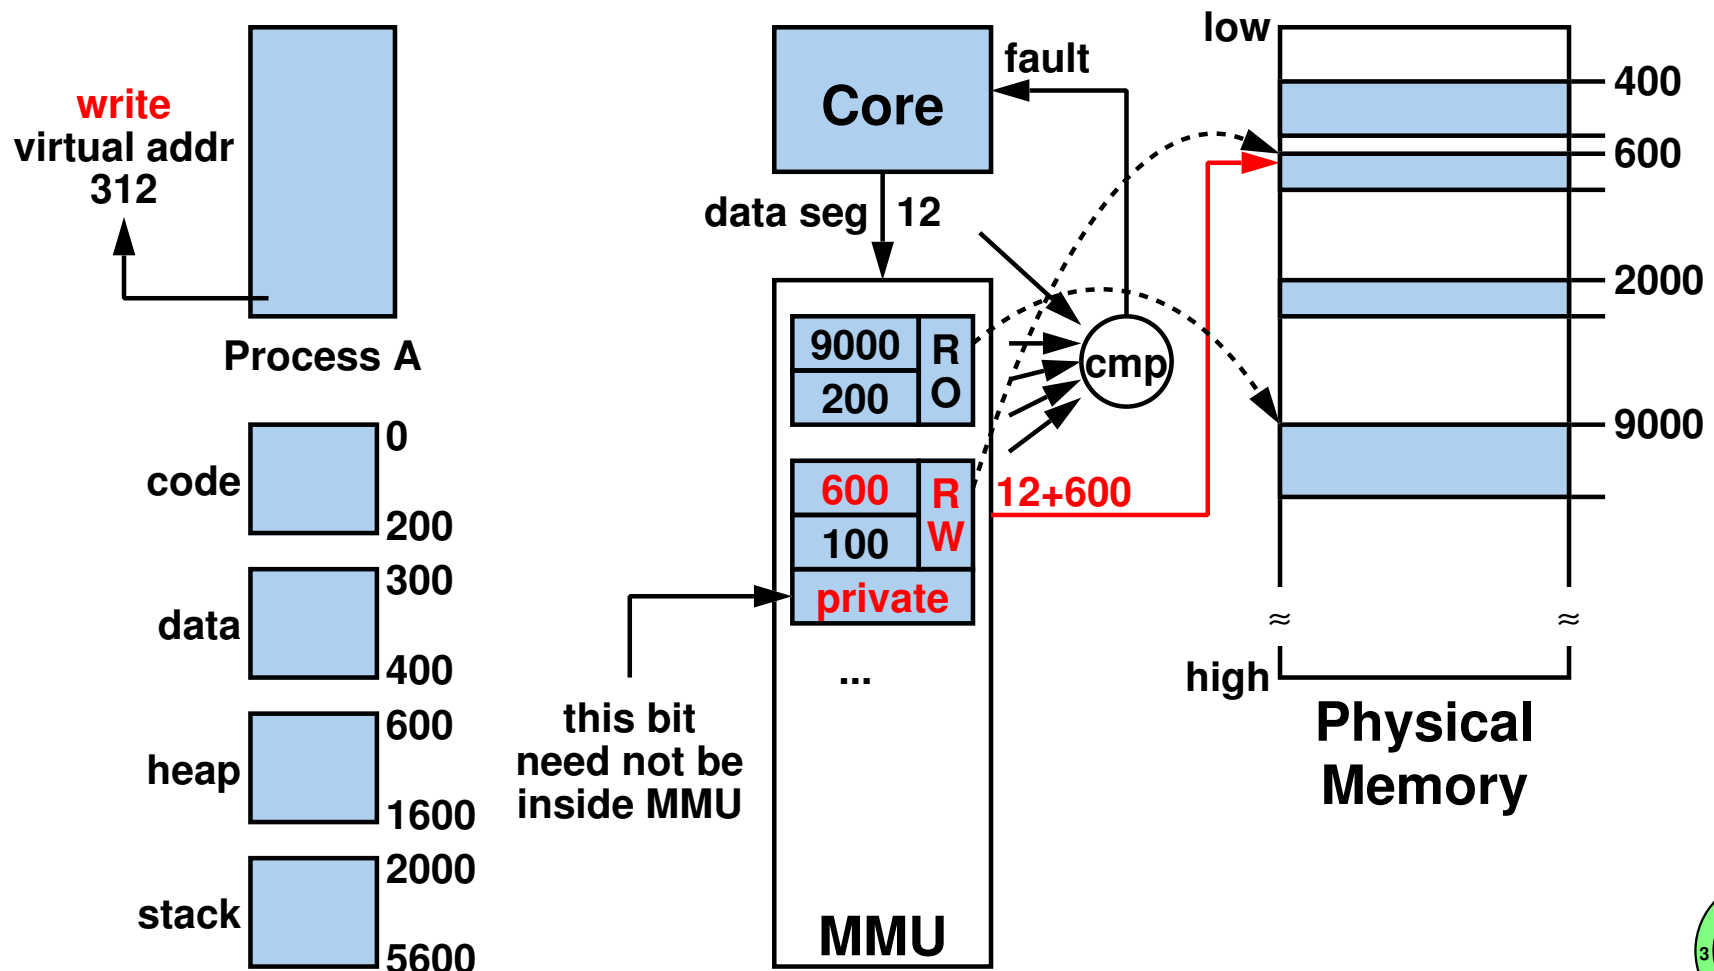 write
virtual addr
312
Process A
code
0
200
data
300
400
heap
600
1600
stack
2000
5600
Core
fault
data seg
12
9000
200
R
O
cmp
600
100
R
W
private
12+600
...
this bit
need not be
inside MMU
MMU
low
400
600
2000
9000
≈
≈
high
Physical
Memory
3